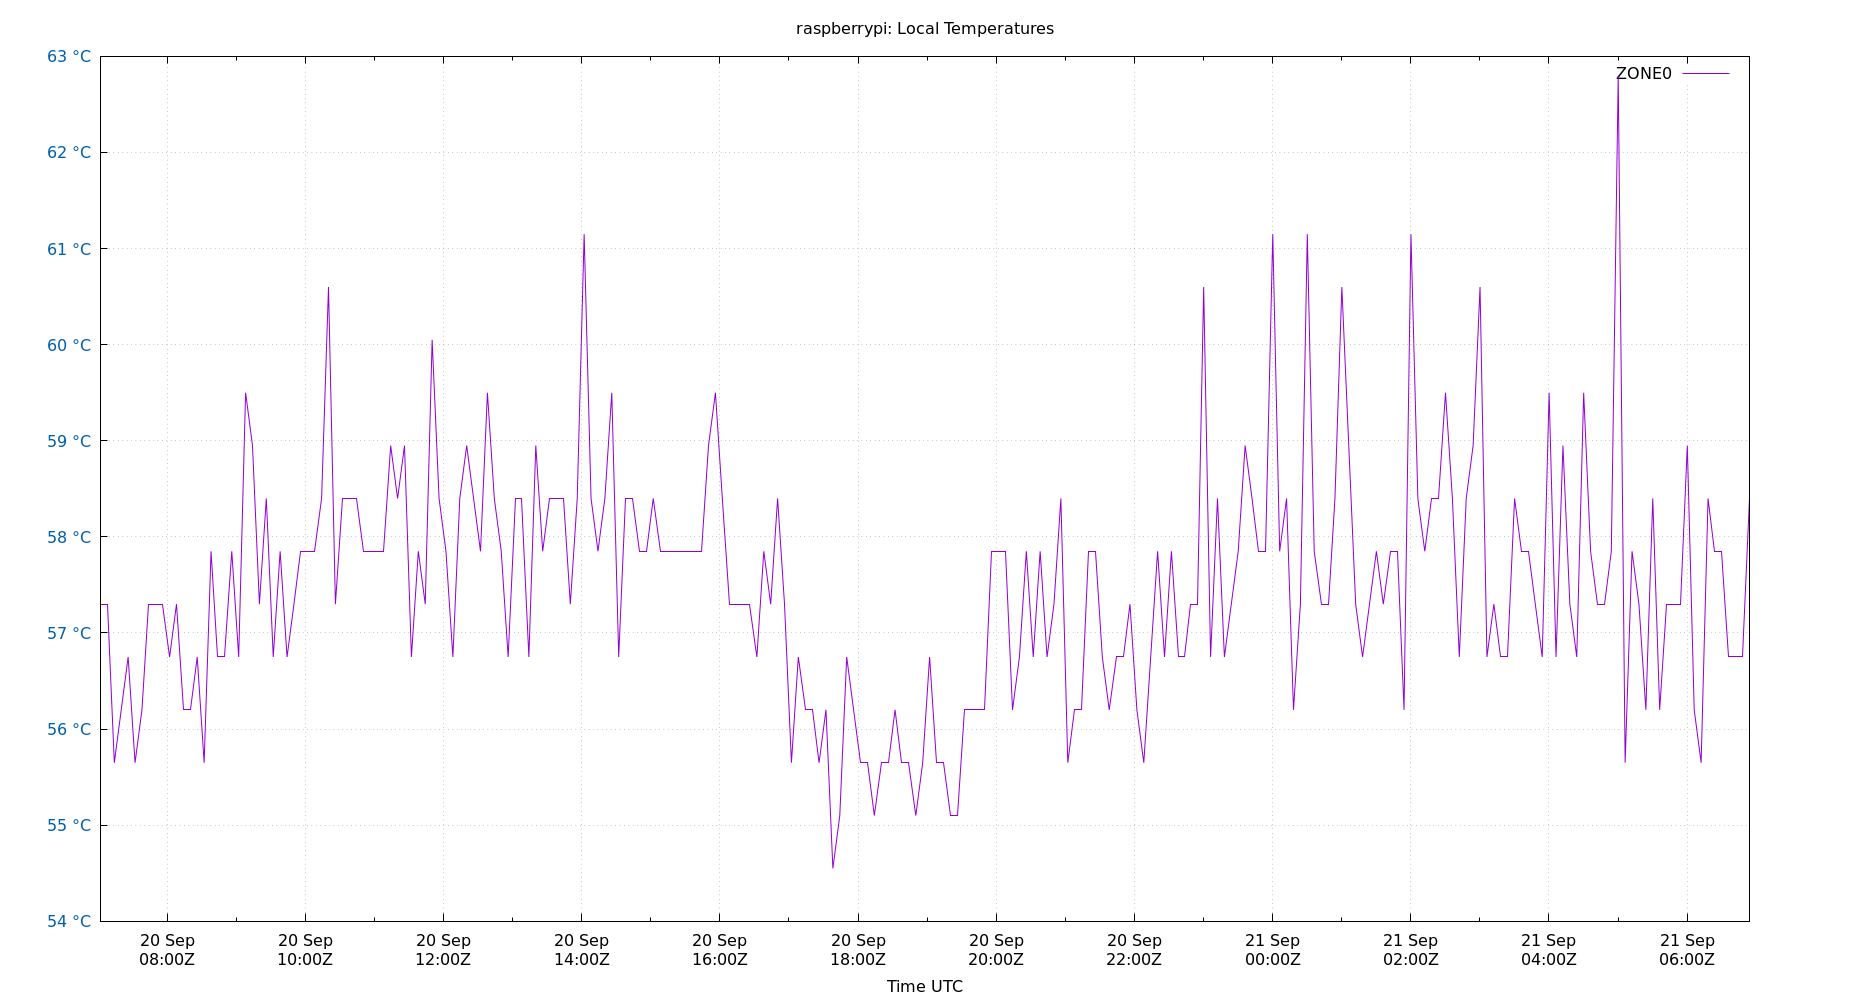 raspberrypi: Local Temperatures
63 °C
ZONE0
62 °C
61 °C
60 °C
59 °C
58 °C
57 °C
56 °C
55 °C
54 °C
20 Sep 20 Sep 20 Sep 20 Sep 20 Sep 20 Sep 20 Sep 20 Sep 21 Sep 21 Sep 21 Sep 21 Sep
08:00Z 10:00Z 12:00Z 14:00Z 16:00Z 18:00Z 20:00Z 22:00Z 00:00Z 02:00Z 04:00Z 06:00Z
Time UTC